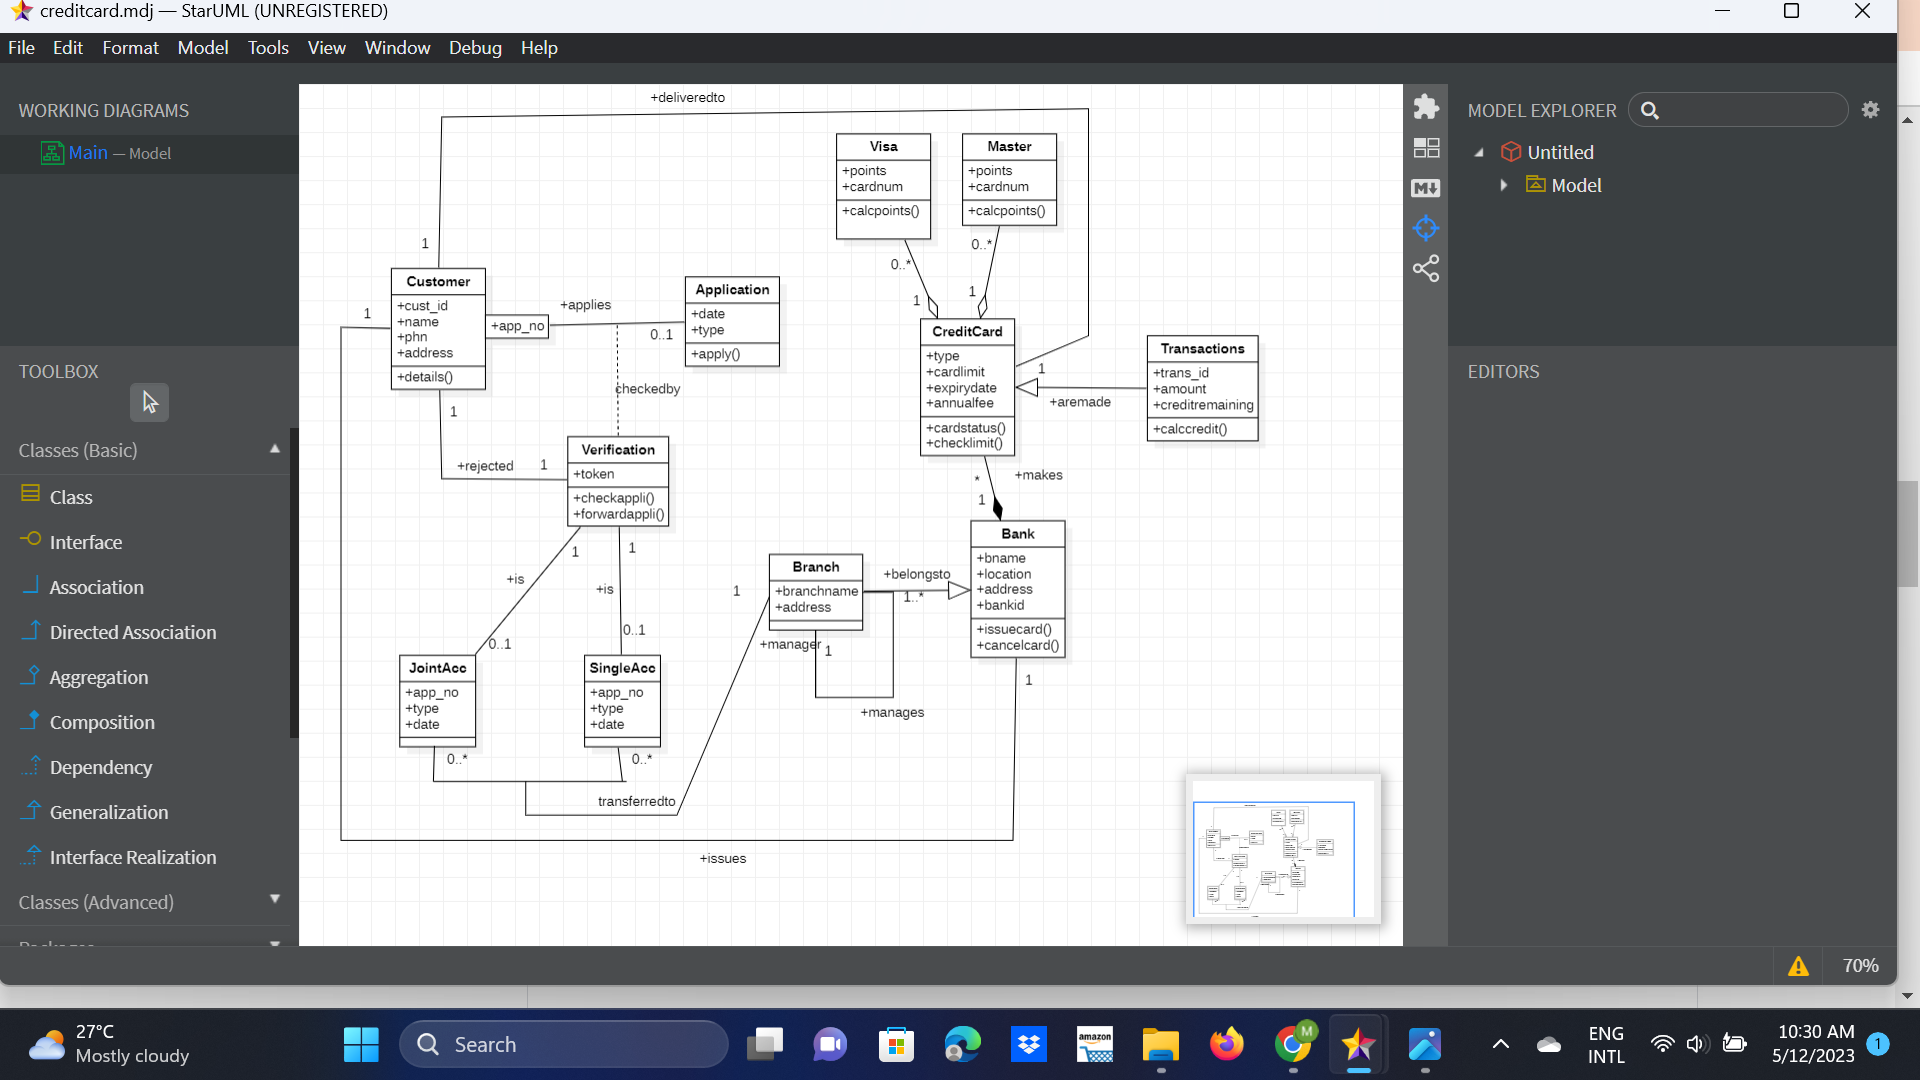 creditcard.mdj — StarUML (UNREGISTERED)
File Edit Format Model Tools View Window Debug Help
WORKING DIAGRAMS
Main — Model
TOOLBOX
Classes (Basic)
Class
Interface
Association
Directed Association
Aggregation
Composition
Dependency
Generalization
Interface Realization
Classes (Advanced)
+deliveredto
Visa
+points
+cardnum
+calcpoints()
Master
+points
+cardnum
+calcpoints()
1
0..*
0..*
1
1
Customer
+cust_id
+name
+phn
+address
+details()
1
+app_no
+applies
0..1
Application
+date
+type
+apply()
checkedby
CreditCard
+type
+cardlimit
+expirydate
+annualfee
+cardstatus()
+checklimit()
1
+aremade
Transactions
+trans_id
+amount
+creditremaining
+calccredit()
1
+rejected
1
Verification
+token
+checkappli()
+forwardappli()
*
+makes
1
Bank
+bname
+location
+address
+bankid
+issuecard()
+cancelcard()
1
1
+is
+is
0..1
0..1
1
Branch
+branchname
+address
+belongsto
1..*
+manager
1
+manages
1
JointAcc
+app_no
+type
+date
SingleAcc
+app_no
+type
+date
0..*
0..*
transferredto
+issues
MODEL EXPLORER
Untitled
Model
EDITORS
70%
27°C
Mostly cloudy
Search
amazon
M
ENG
INTL
10:30 AM
5/12/2023
1